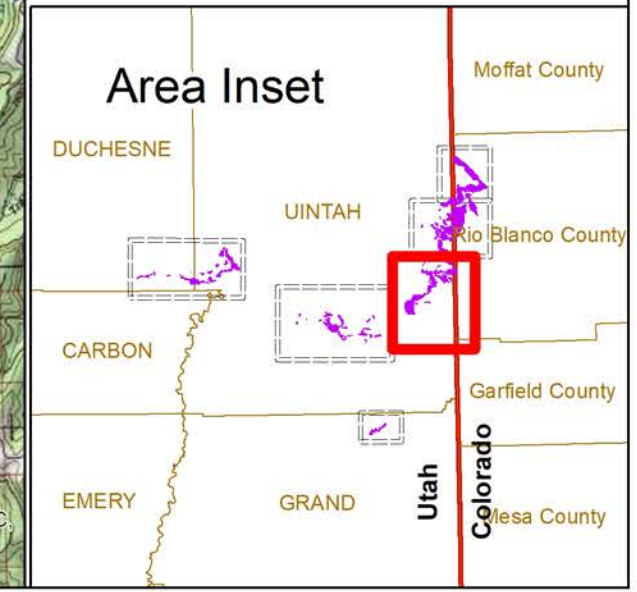 Area Inset
Moffat County
DUCHESNE
UINTAH
Rio Blanco County
CARBON
Garfield County
EMERY
GRAND
Utah
Colorado
Mesa County